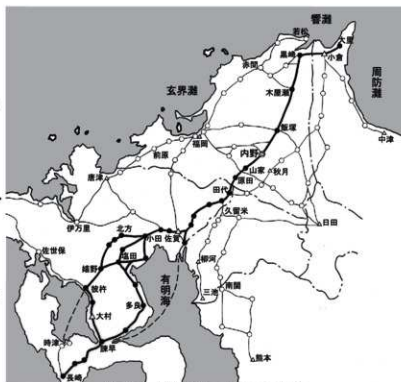 響灘
若松
大里
黒崎
小倉
赤間
周防灘
玄界灘
木屋瀬
飯塚
中津
福岡
内野
前原
山家
秋月
原田
唐津
田代
久留米
日田
伊万里
北方
小田
佐賀
佐世保
塩田
柳河
嬉野
有明海
南関
三池
彼杵
多良
大村
時津
諫早
熊本
長崎